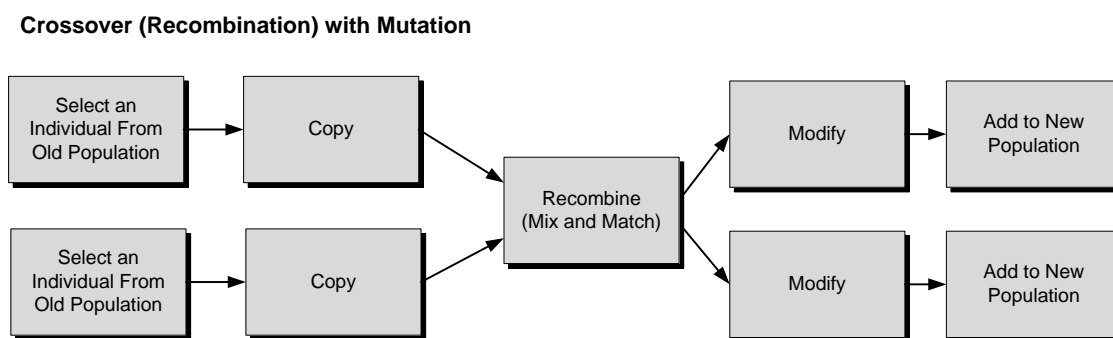 Crossover (Recombination) with Mutation
Select an
Individual From
Old Population
Copy
Recombine
(Mix and Match)
Modify
Add to New
Population
Select an
Individual From
Old Population
Copy
Modify
Add to New
Population